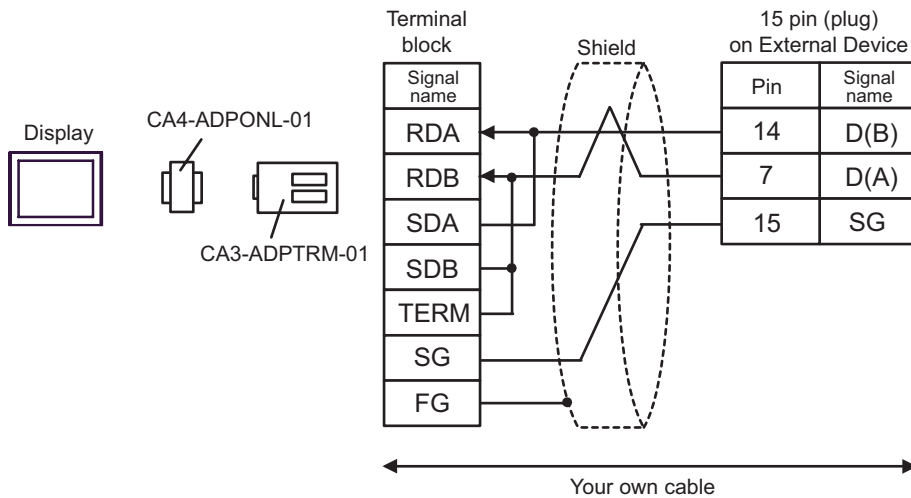 Terminal
block
15 pin (plug)
on External Device
Shield
Signal
name
Pin
Signal
name
Display
CA4-ADPONL-01
RDA
14
D(B)
RDB
7
D(A)
SDA
15
SG
CA3-ADPTRM-01
SDB
TERM
SG
FG
Your own cable